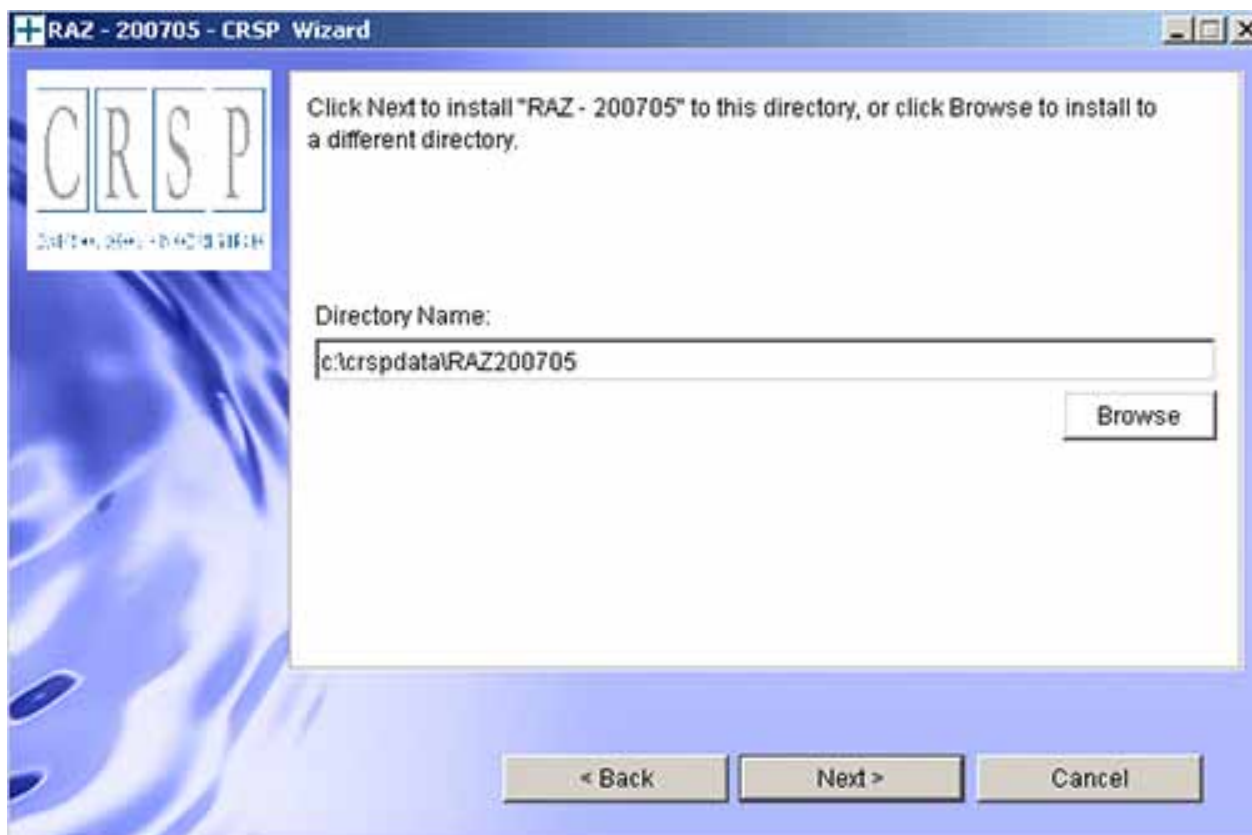 RAZ - 200705 - CRSP Wizard
CRSP
Click Next to install "RAZ - 200705" to this directory, or click Browse to install to
a different directory.
Directory Name:
c:\crspdata\RAZ200705
Browse
< Back
Next >
Cancel